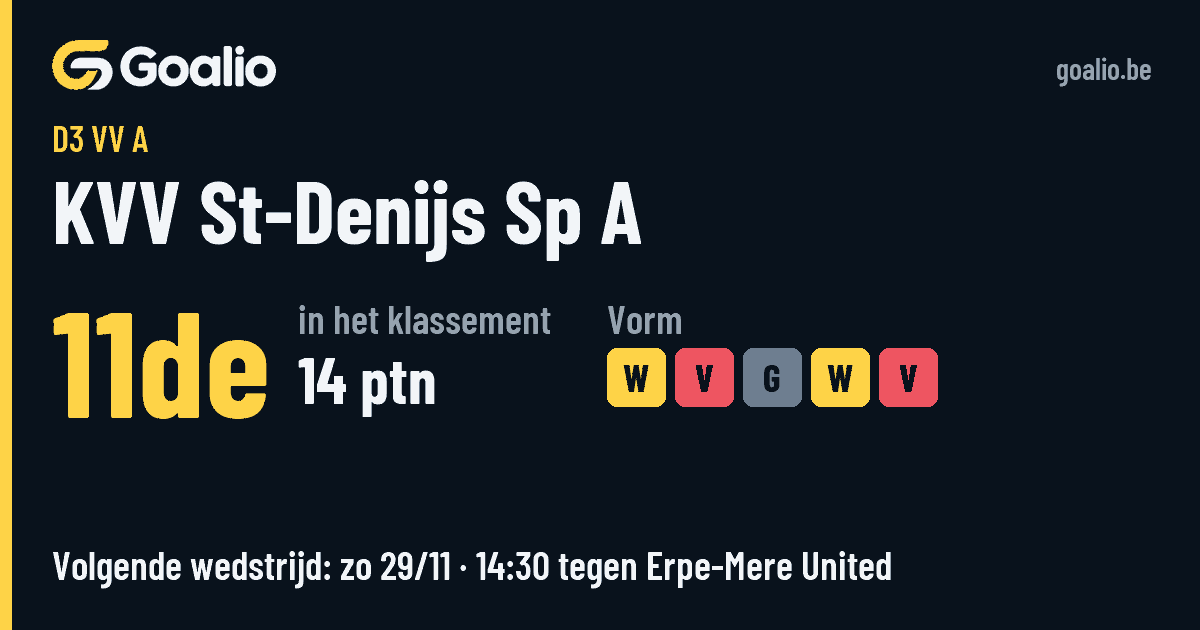 Goalio
goalio.be
D3 VV A
KVV St-Denijs Sp A
11de
in het klassement
14 ptn
Vorm
W V G W V
Volgende wedstrijd: zo 29/11 · 14:30 tegen Erpe-Mere United